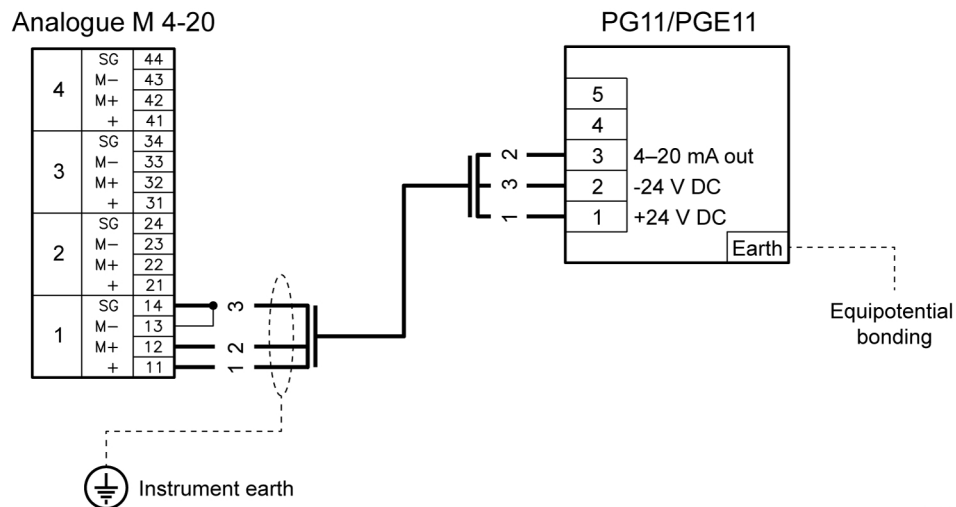 Analogue M 4-20
PG11/PGE11
4
SG 44
M− 43
M+ 42
+ 41
3
SG 34
M− 33
M+ 32
+ 31
2
SG 24
M− 23
M+ 22
+ 21
1
SG 14
M− 13
M+ 12
+ 11
3
2
1
2
3
1
5
4
3 4–20 mA out
2 -24 V DC
1 +24 V DC
Earth
Equipotential
bonding
Instrument earth